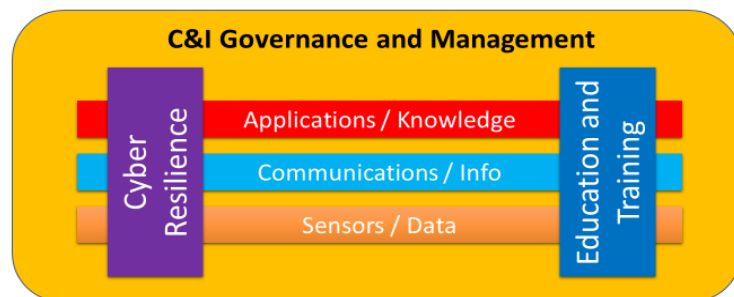 C&I Governance and Management
Cyber
Resilience
Applications / Knowledge
Communications / Info
Sensors / Data
Education and
Training